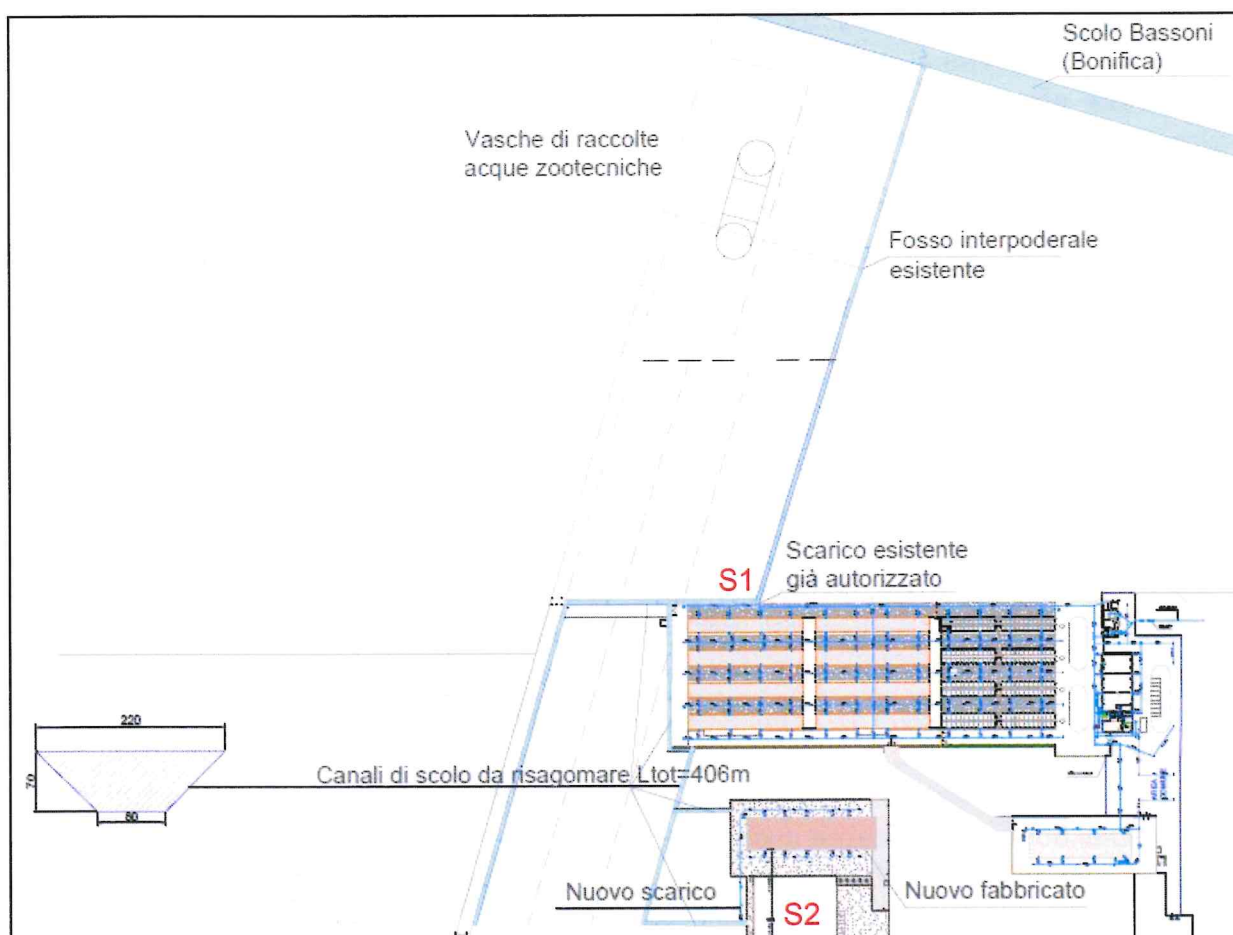 Scolo Bassoni
(Bonifica)
Vasche di raccolte
acque zootecniche
Fosso interpoderale
esistente
Scarico esistente
già autorizzato
S1
220
70
80
Canali di scolo da risagomare Ltot=406m
Nuovo scarico
S2
Nuovo fabbricato